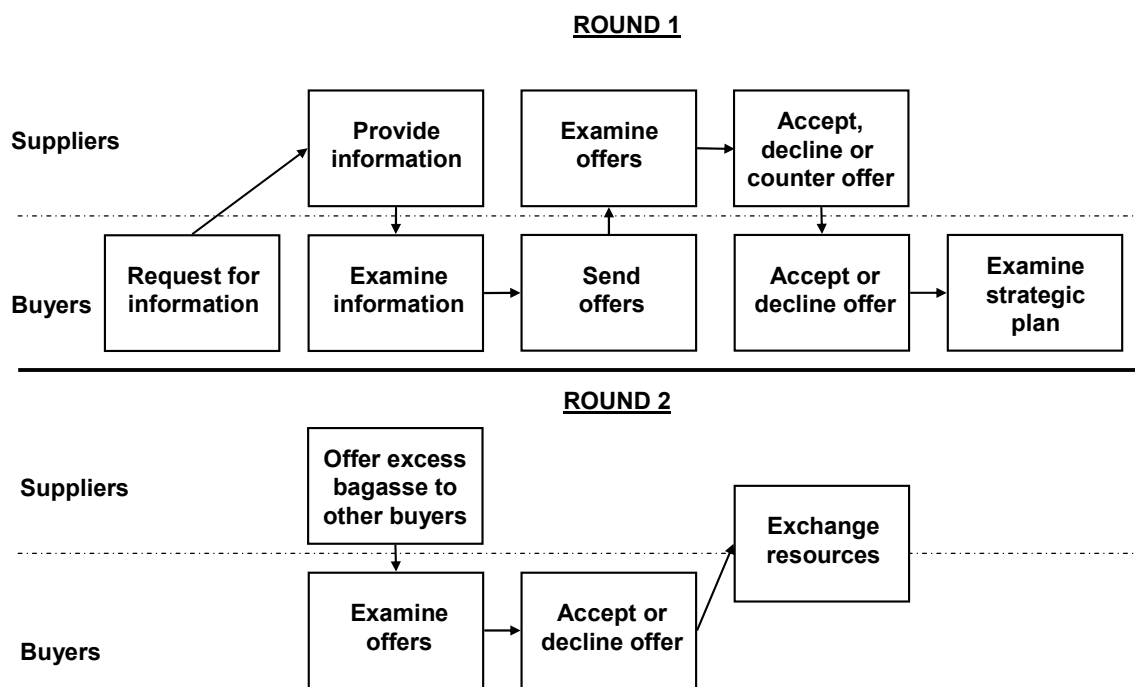 ROUND 1
Suppliers
Provide
information
Examine
offers
Accept,
decline or
counter offer
Buyers
Request for
information
Examine
information
Send
offers
Accept or
decline offer
Examine
strategic
plan
ROUND 2
Suppliers
Offer excess
bagasse to
other buyers
Exchange
resources
Buyers
Examine
offers
Accept or
decline offer